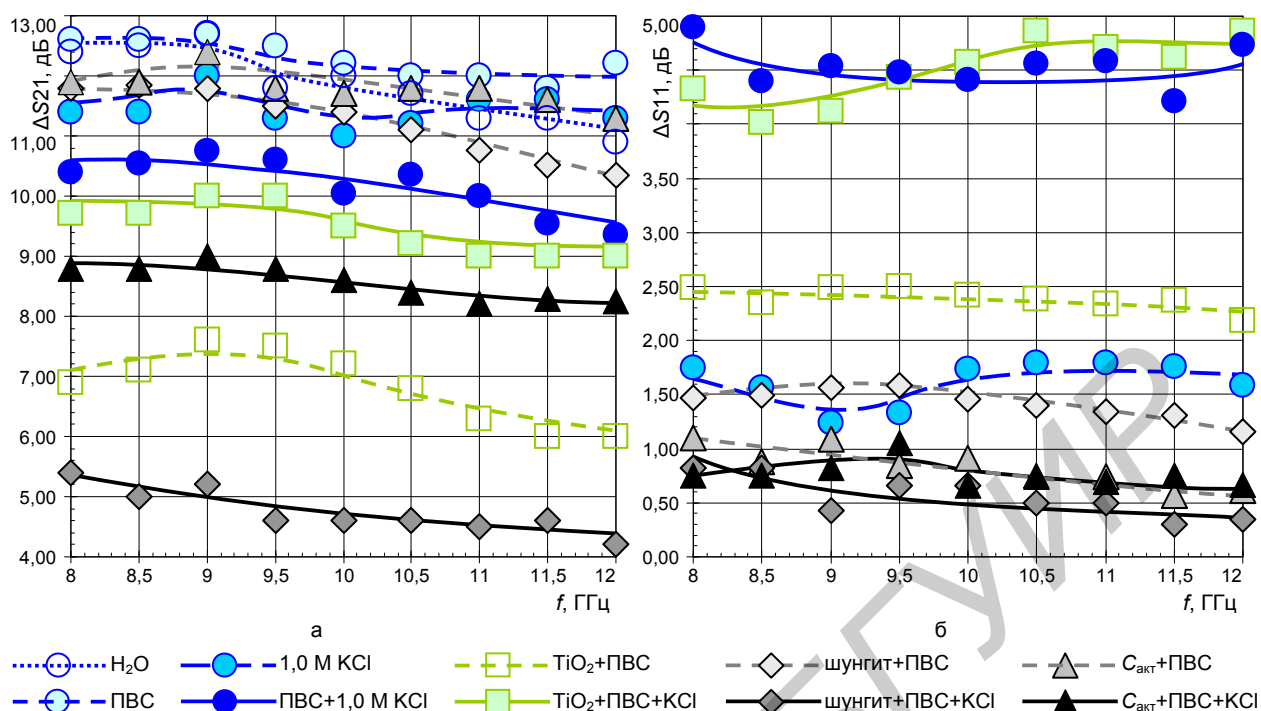 13,00
11,00
10,00
9,00
8,00
7,00
6,00
5,00
4,00
ΔS21, дБ
8 8,5 9 9,5 10 10,5 11 11,5 12
f, ГГц
а
5,00
3,50
3,00
2,50
2,00
1,50
1,00
0,50
0,00
ΔS11, дБ
8 8,5 9 9,5 10 10,5 11 11,5 12
f, ГГц
б
H₂O 1,0 M KCl TiO₂+ПВС шунгит+ПВС Cакт+ПВС
ПВС ПВС+1,0 M KCl TiO₂+ПВС+KCl шунгит+ПВС+KCl Cакт+ПВС+KCl
ГУИР